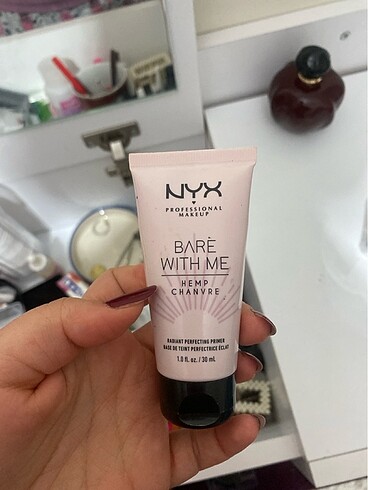 NYX
PROFESSIONAL
MAKEUP
BARE
WITH ME
HEMP
CHANVRE
RADIANT PERFECTING PRIMER
BASE DE TEINT PERFECTRICE ÉCLAT
1.0 fl. oz. / 30 mL